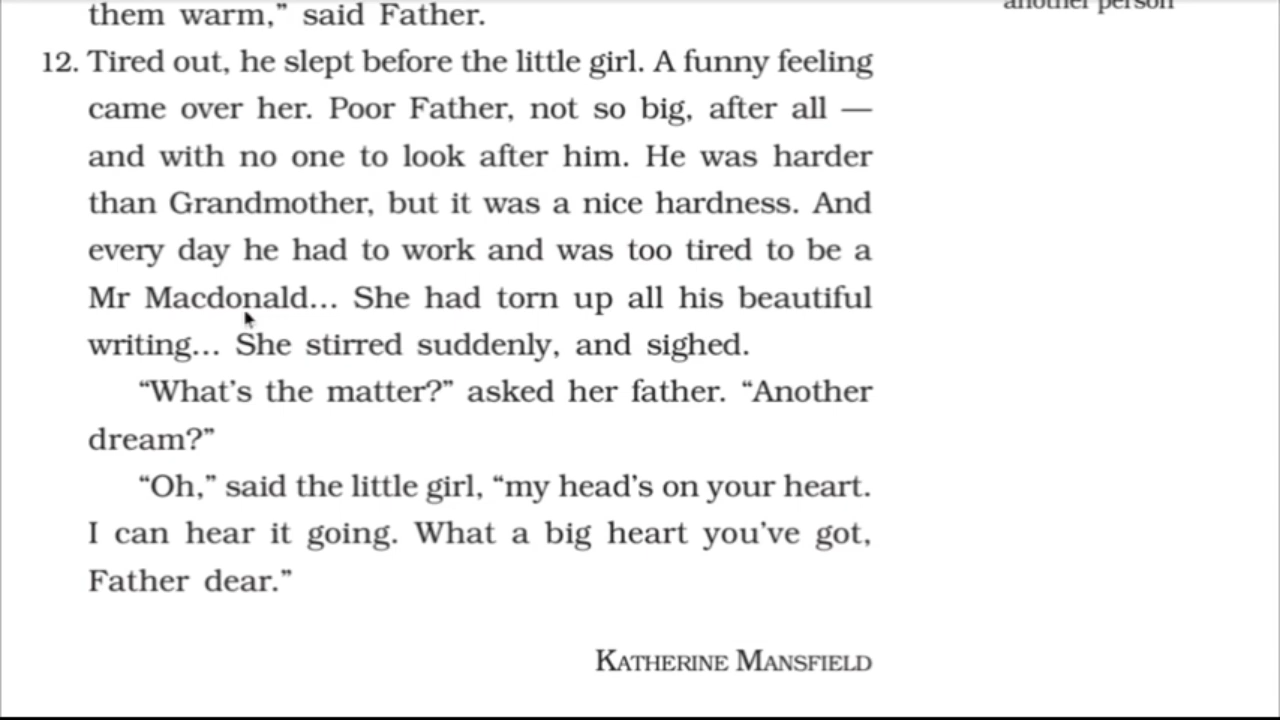 another person
them warm,” said Father.
12. Tired out, he slept before the little girl. A funny feeling
came over her. Poor Father, not so big, after all —
and with no one to look after him. He was harder
than Grandmother, but it was a nice hardness. And
every day he had to work and was too tired to be a
Mr Macdonald... She had torn up all his beautiful
writing... She stirred suddenly, and sighed.
“What’s the matter?” asked her father. “Another
dream?”
“Oh,” said the little girl, “my head’s on your heart.
I can hear it going. What a big heart you’ve got,
Father dear.”
KATHERINE MANSFIELD